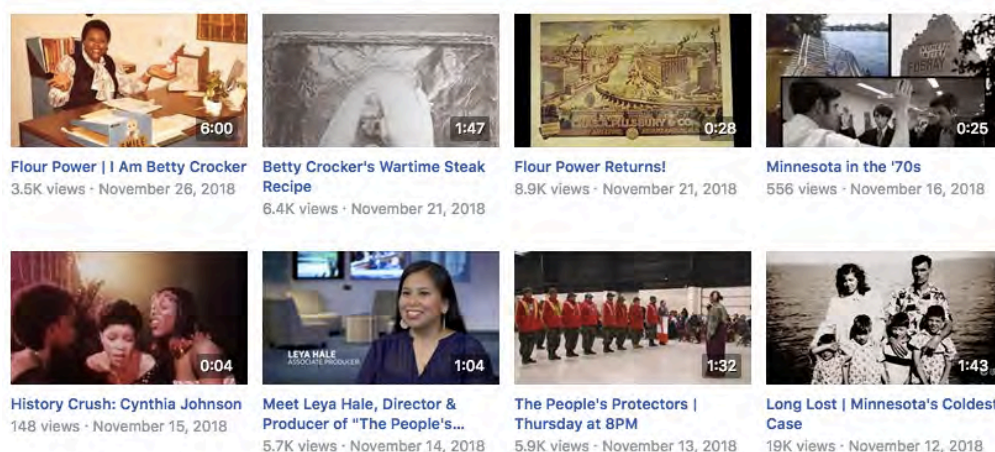 6:00
1:47
0:28
0:25
Flour Power | I Am Betty Crocker
3.5K views · November 26, 2018
Betty Crocker's Wartime Steak
Recipe
6.4K views · November 21, 2018
Flour Power Returns!
8.9K views · November 21, 2018
Minnesota in the '70s
556 views · November 16, 2018
0:04
LEYA HALE
ASSOCIATE PRODUCER
1:04
1:32
1:43
History Crush: Cynthia Johnson
148 views · November 15, 2018
Meet Leya Hale, Director &
Producer of "The People's...
5.7K views · November 14, 2018
The People's Protectors |
Thursday at 8PM
5.9K views · November 13, 2018
Long Lost | Minnesota's Coldest
Case
19K views · November 12, 2018